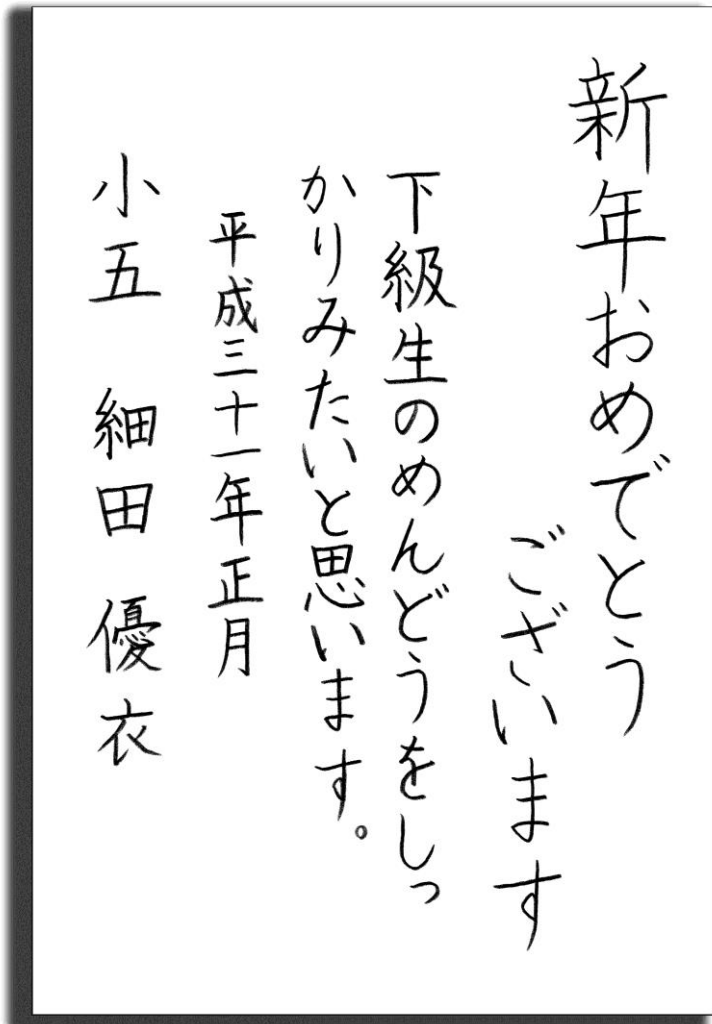 新年おめでとう
ございます
下級生のめんどうをしっ
かりみたいと思います。
平成三十一年正月
小五 細田 優衣